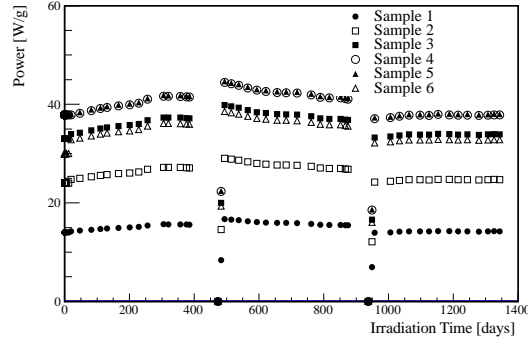 Power [W/g]
60
40
20
0
Sample 1
Sample 2
Sample 3
Sample 4
Sample 5
Sample 6
0 200 400 600 800 1000 1200 1400
Irradiation Time [days]